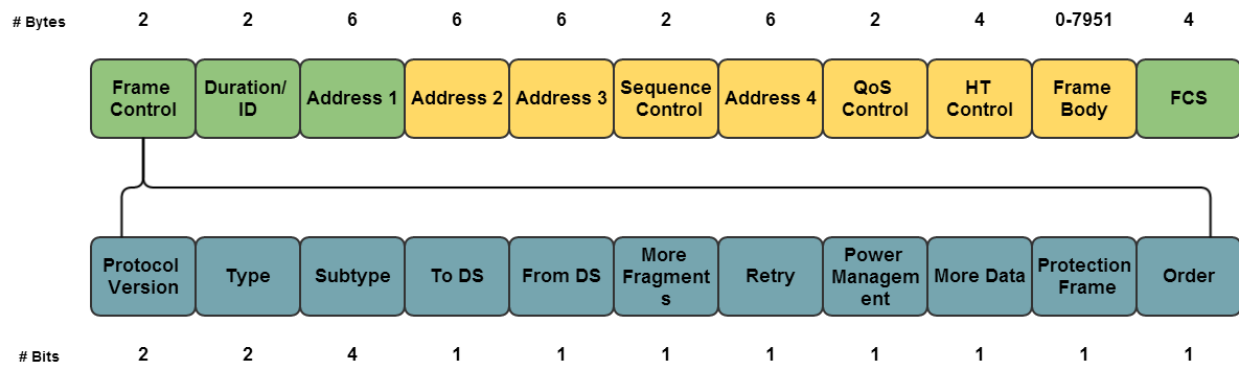 # Bytes 2 2 6 6 6 2 6 2 4 0-7951 4
Frame Control Duration/ ID Address 1 Address 2 Address 3 Sequence Control Address 4 QoS Control HT Control Frame Body FCS
Protocol Version Type Subtype To DS From DS More Fragment s Retry Power Managem ent More Data Protection Frame Order
# Bits 2 2 4 1 1 1 1 1 1 1 1